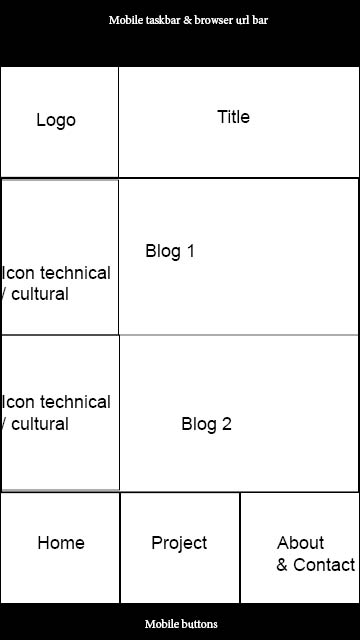 Mobile taskbar & browser url bar
Logo
Title
Blog 1
Icon technical
/ cultural
Icon technical
/ cultural
Blog 2
Home
Project
About
& Contact
Mobile buttons